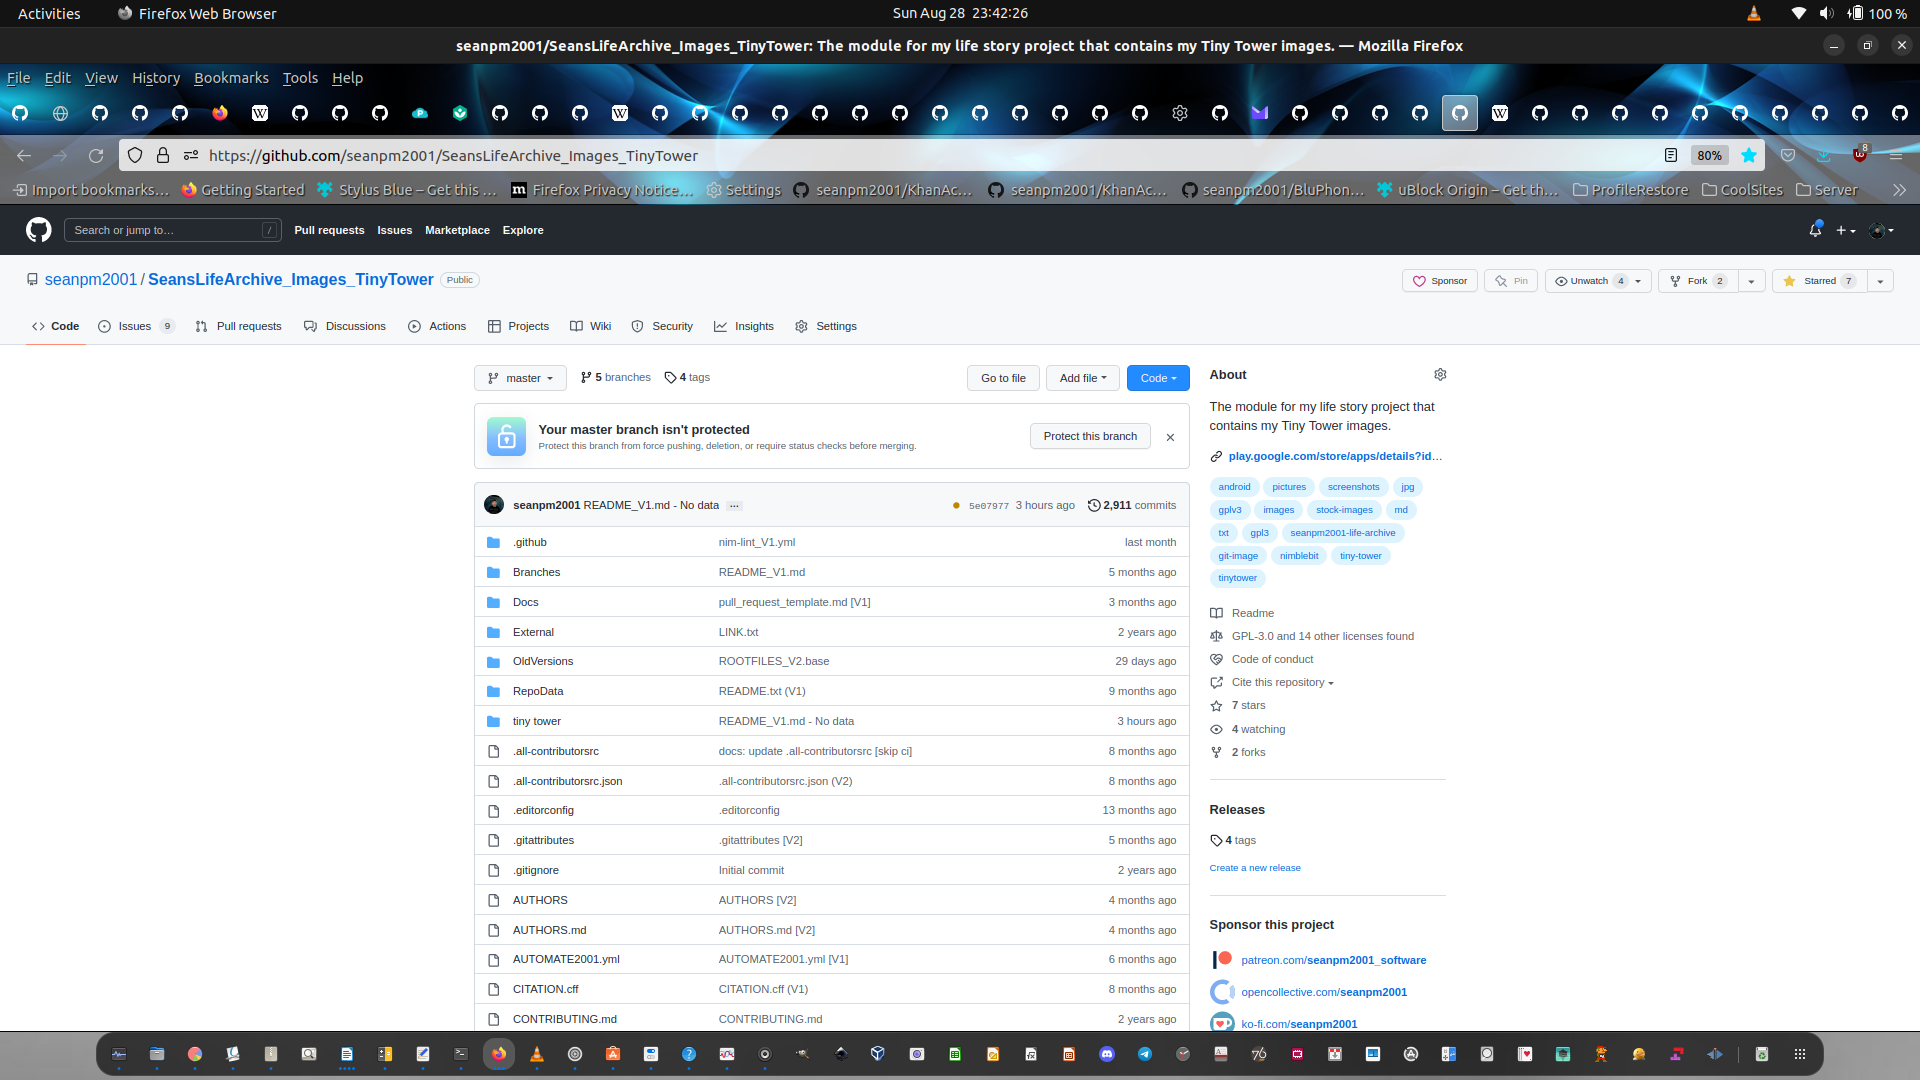 Activities
Firefox Web Browser
Sun Aug 28 23:42:26
100 %
seanpm2001/SeansLifeArchive_Images_TinyTower: The module for my life story project that contains my Tiny Tower images. — Mozilla Firefox
File Edit View History Bookmarks Tools Help
https://github.com/seanpm2001/SeansLifeArchive_Images_TinyTower
80%
8
Import bookmarks… Getting Started Stylus Blue – Get this … Firefox Privacy Notice… Settings seanpm2001/KhanAc… seanpm2001/KhanAc… seanpm2001/BluPhon… uBlock Origin – Get th… ProfileRestore CoolSites Server
Search or jump to… /
Pull requests Issues Marketplace Explore
seanpm2001 / SeansLifeArchive_Images_TinyTower Public
Sponsor Pin Unwatch 4 Fork 2 Starred 7
Code Issues 9 Pull requests Discussions Actions Projects Wiki Security Insights Settings
master 5 branches 4 tags
Go to file Add file Code
Your master branch isn't protected
Protect this branch from force pushing, deletion, or require status checks before merging.
Protect this branch
seanpm2001 README_V1.md - No data … 5e07977 3 hours ago 2,911 commits
.github nim-lint_V1.yml last month
Branches README_V1.md 5 months ago
Docs pull_request_template.md [V1] 3 months ago
External LINK.txt 2 years ago
OldVersions ROOTFILES_V2.base 29 days ago
RepoData README.txt (V1) 9 months ago
tiny tower README_V1.md - No data 3 hours ago
.all-contributorsrc docs: update .all-contributorsrc [skip ci] 8 months ago
.all-contributorsrc.json .all-contributorsrc.json (V2) 8 months ago
.editorconfig .editorconfig 13 months ago
.gitattributes .gitattributes [V2] 5 months ago
.gitignore Initial commit 2 years ago
AUTHORS AUTHORS [V2] 4 months ago
AUTHORS.md AUTHORS.md [V2] 4 months ago
AUTOMATE2001.yml AUTOMATE2001.yml [V1] 6 months ago
CITATION.cff CITATION.cff (V1) 8 months ago
CONTRIBUTING.md CONTRIBUTING.md 2 years ago
About
The module for my life story project that
contains my Tiny Tower images.
play.google.com/store/apps/details?id…
android pictures screenshots jpg
gplv3 images stock-images md
txt gpl3 seanpm2001-life-archive
git-image nimblebit tiny-tower
tinytower
Readme
GPL-3.0 and 14 other licenses found
Code of conduct
Cite this repository
7 stars
4 watching
2 forks
Releases
4 tags
Create a new release
Sponsor this project
patreon.com/seanpm2001_software
opencollective.com/seanpm2001
ko-fi.com/seanpm2001